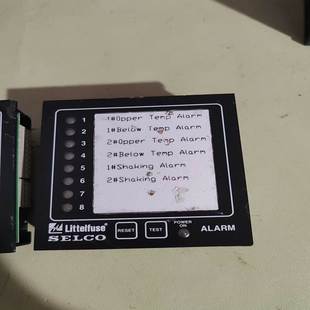 1 1#Opper Temp Alarm
2 1#Below Temp Alarm
3 2#Opper Temp Alarm
4 2#Below Temp Alarm
5 1#Shaking Alarm
6 2#Shaking Alarm
7
8
POWER ON
Littelfuse®
SELCO
RESET TEST ALARM